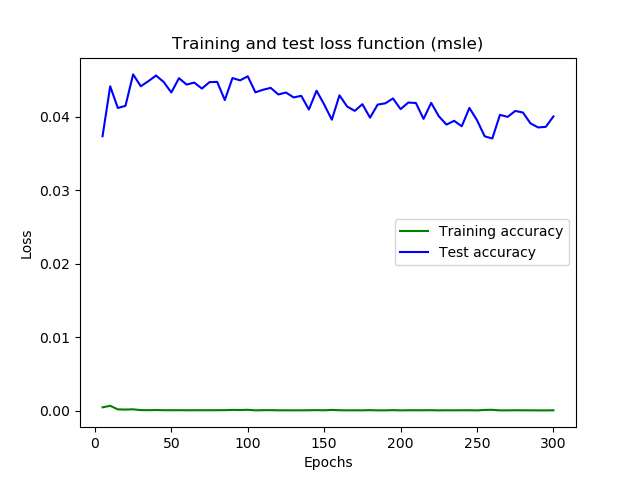 Training and test loss function (msle)
0.04
0.03
0.02
0.01
0.00
Loss
Training accuracy
Test accuracy
0
50
100
150
200
250
300
Epochs